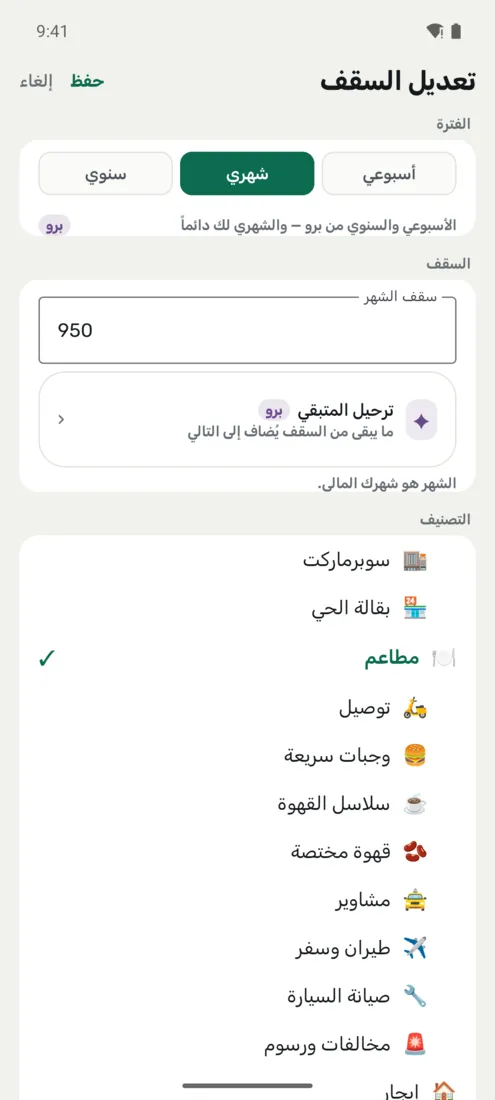 9:41
تعديل السقف
حفظ
إلغاء
الفترة
أسبوعي
شهري
سنوي
الأسبوعي والسنوي من برو – والشهري لك دائماً
برو
السقف
سقف الشهر
950
ترحيل المتبقي برو
ما يبقى من السقف يُضاف إلى التالي
الشهر هو شهرك المالي.
التصنيف
سوبرماركت
بقالة الحي
مطاعم
توصيل
وجبات سريعة
سلاسل القهوة
قهوة مختصة
مشاوير
طيران وسفر
صيانة السيارة
مخالفات ورسوم
ايجار